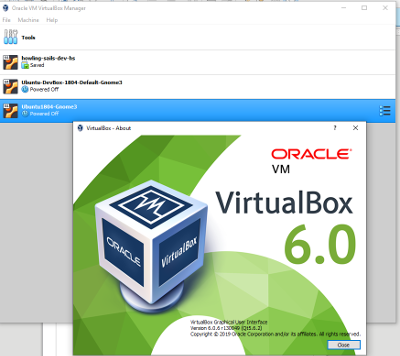 Oracle VM VirtualBox Manager
File Machine Help
Tools
howling-sails-dev-hs
Saved
Ubuntu-DevBox-1804-Default-Gnome3
Powered Off
Ubuntu1804-Gnome3
Powered Off
VirtualBox - About
ORACLE
VM
VirtualBox
6.0
ORACLE
VirtualBox
VirtualBox Graphical User Interface
Version 6.0.6 r130049 (Qt5.6.2)
Copyright © 2019 Oracle Corporation and/or its affiliates. All rights reserved.
Close